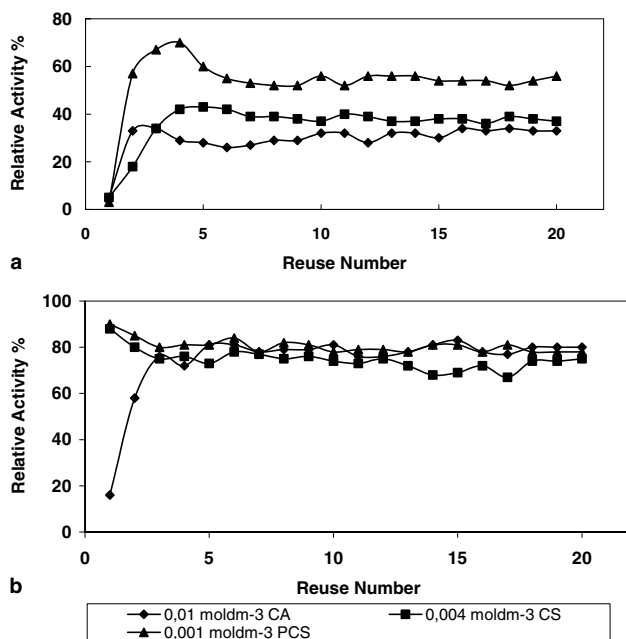 80
60
40
20
0
Relative Activity %
0 5 10 15 20
Reuse Number
a
100
80
60
40
20
0
Relative Activity %
0 5 10 15 20
Reuse Number
b
0,01 moldm-3 CA 0,004 moldm-3 CS
0,001 moldm-3 PCS